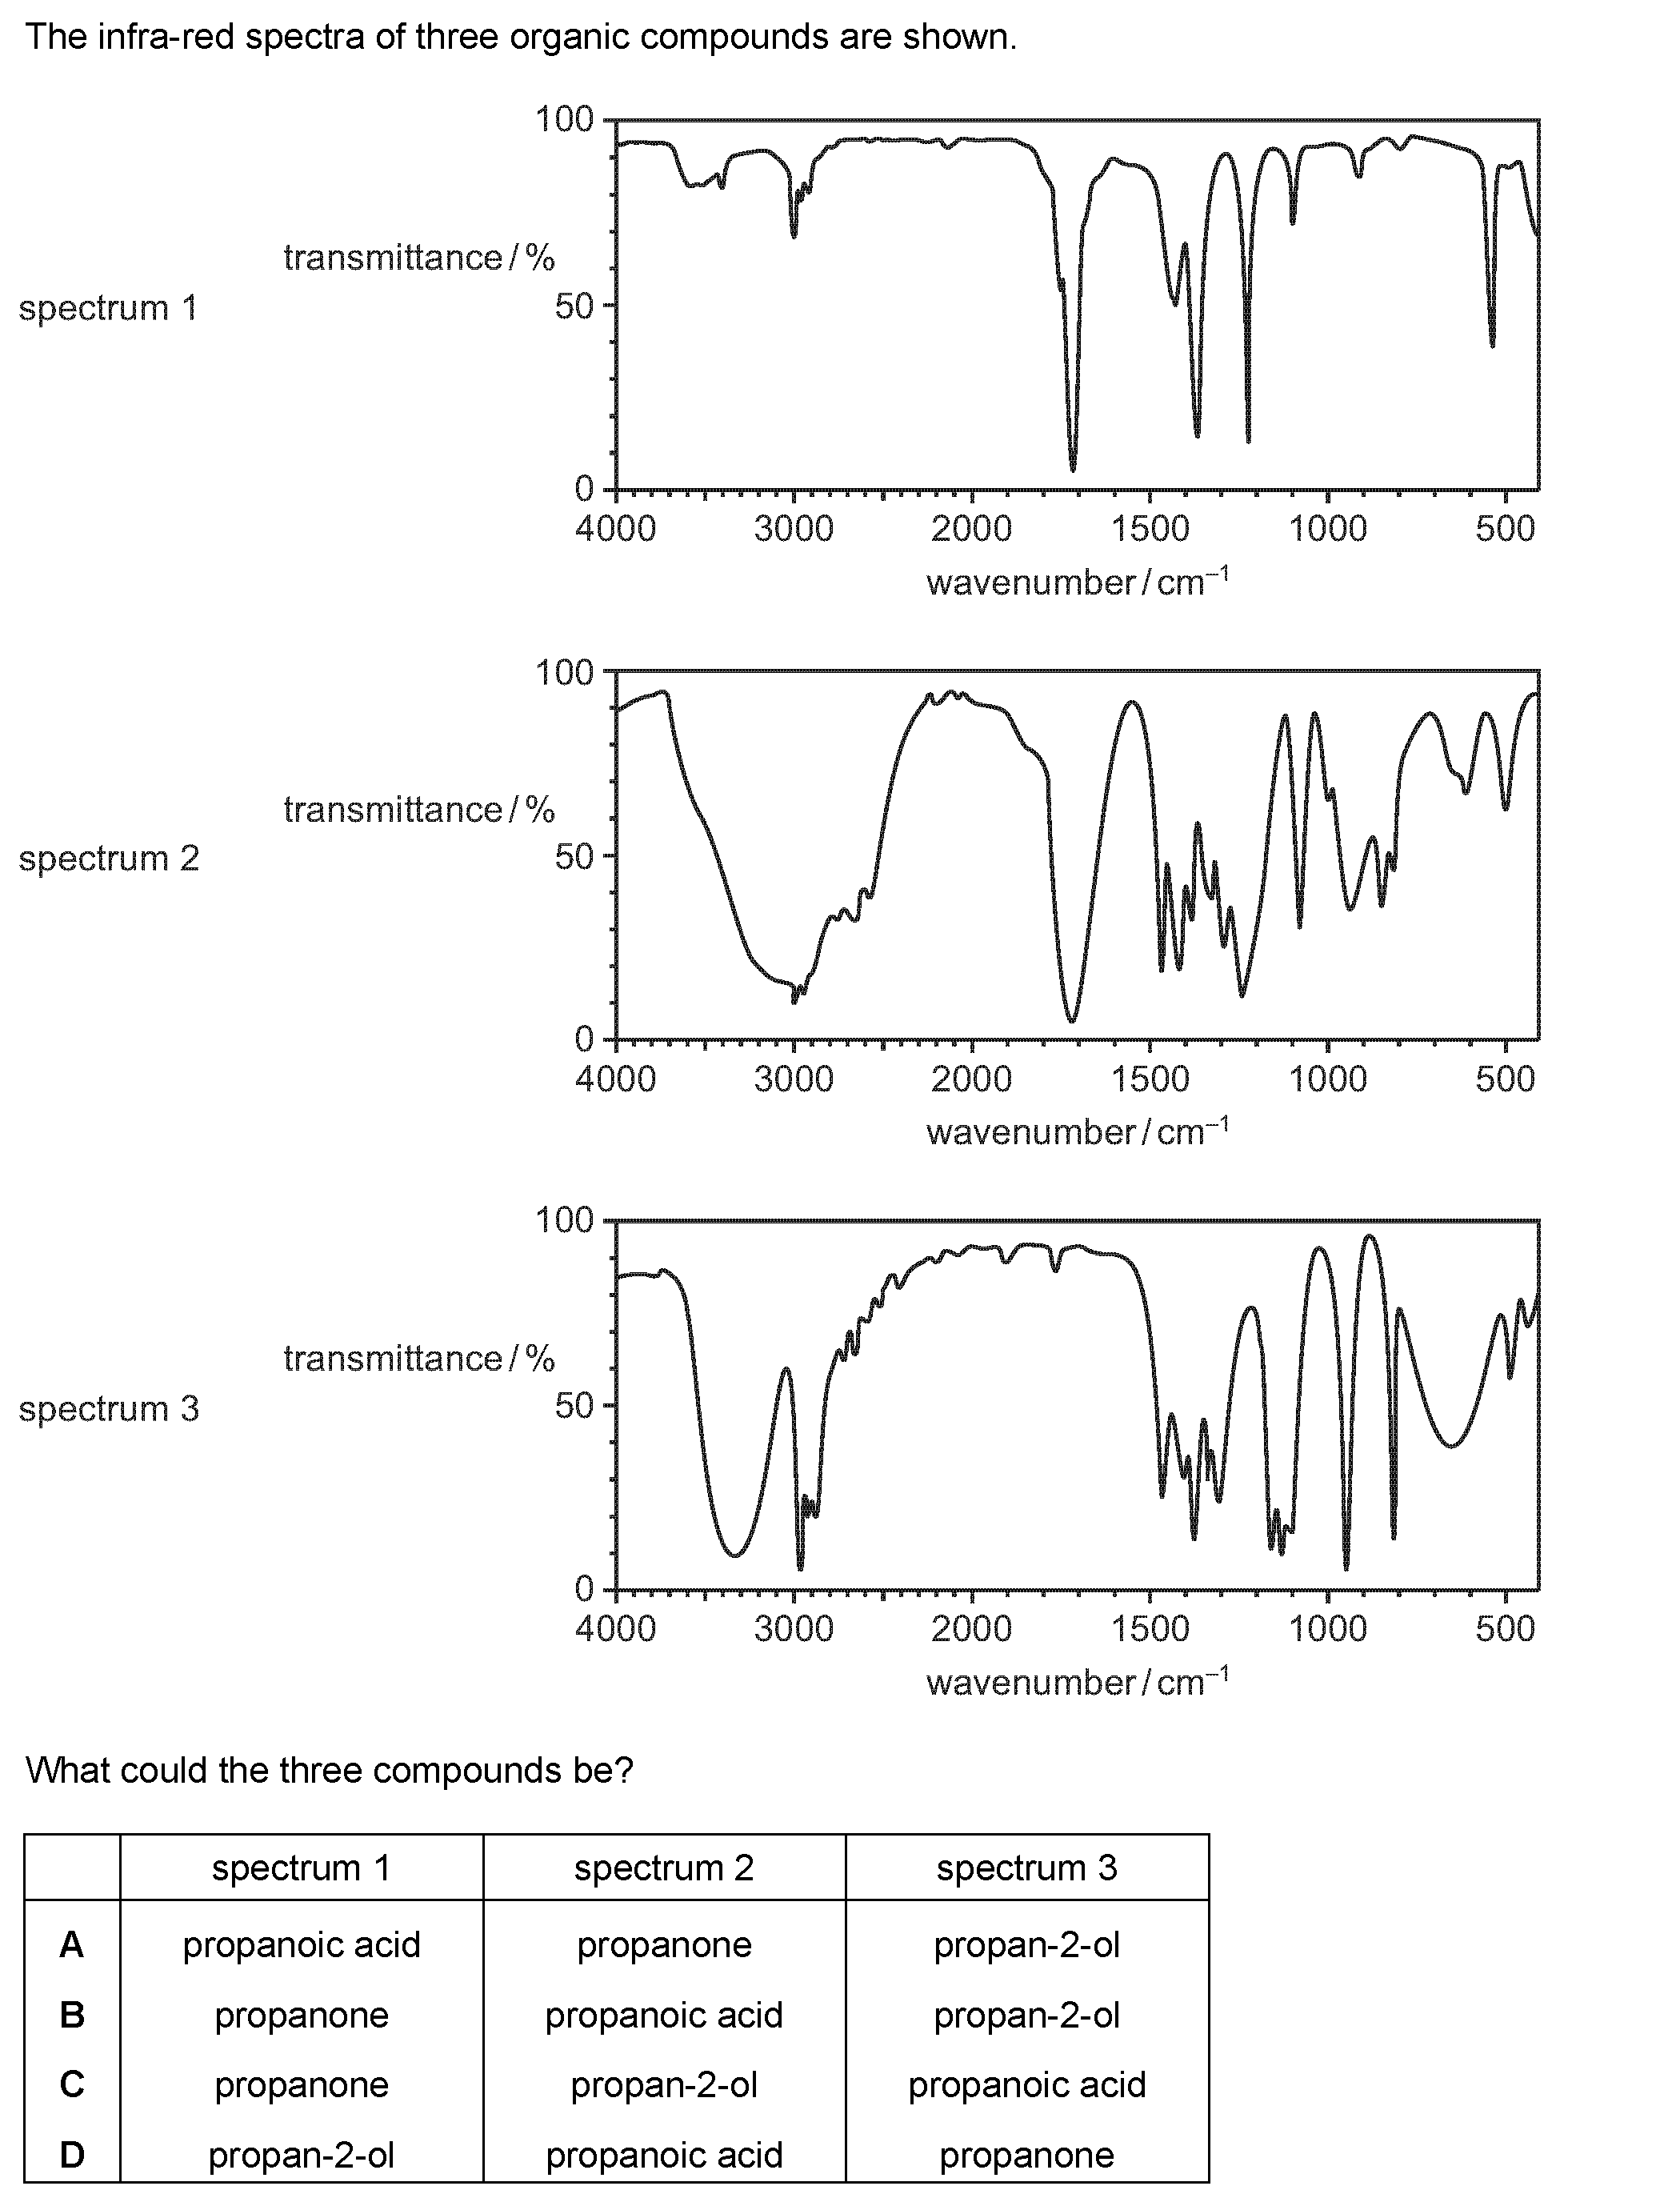 The infra-red spectra of three organic compounds are shown.
100
transmittance / %
spectrum 1
50
0
4000 3000 2000 1500 1000 500
wavenumber / cm⁻¹
100
transmittance / %
spectrum 2
50
0
4000 3000 2000 1500 1000 500
wavenumber / cm⁻¹
100
transmittance / %
spectrum 3
50
0
4000 3000 2000 1500 1000 500
wavenumber / cm⁻¹
What could the three compounds be?
spectrum 1 spectrum 2 spectrum 3
A propanoic acid propanone propan-2-ol
B propanone propanoic acid propan-2-ol
C propanone propan-2-ol propanoic acid
D propan-2-ol propanoic acid propanone